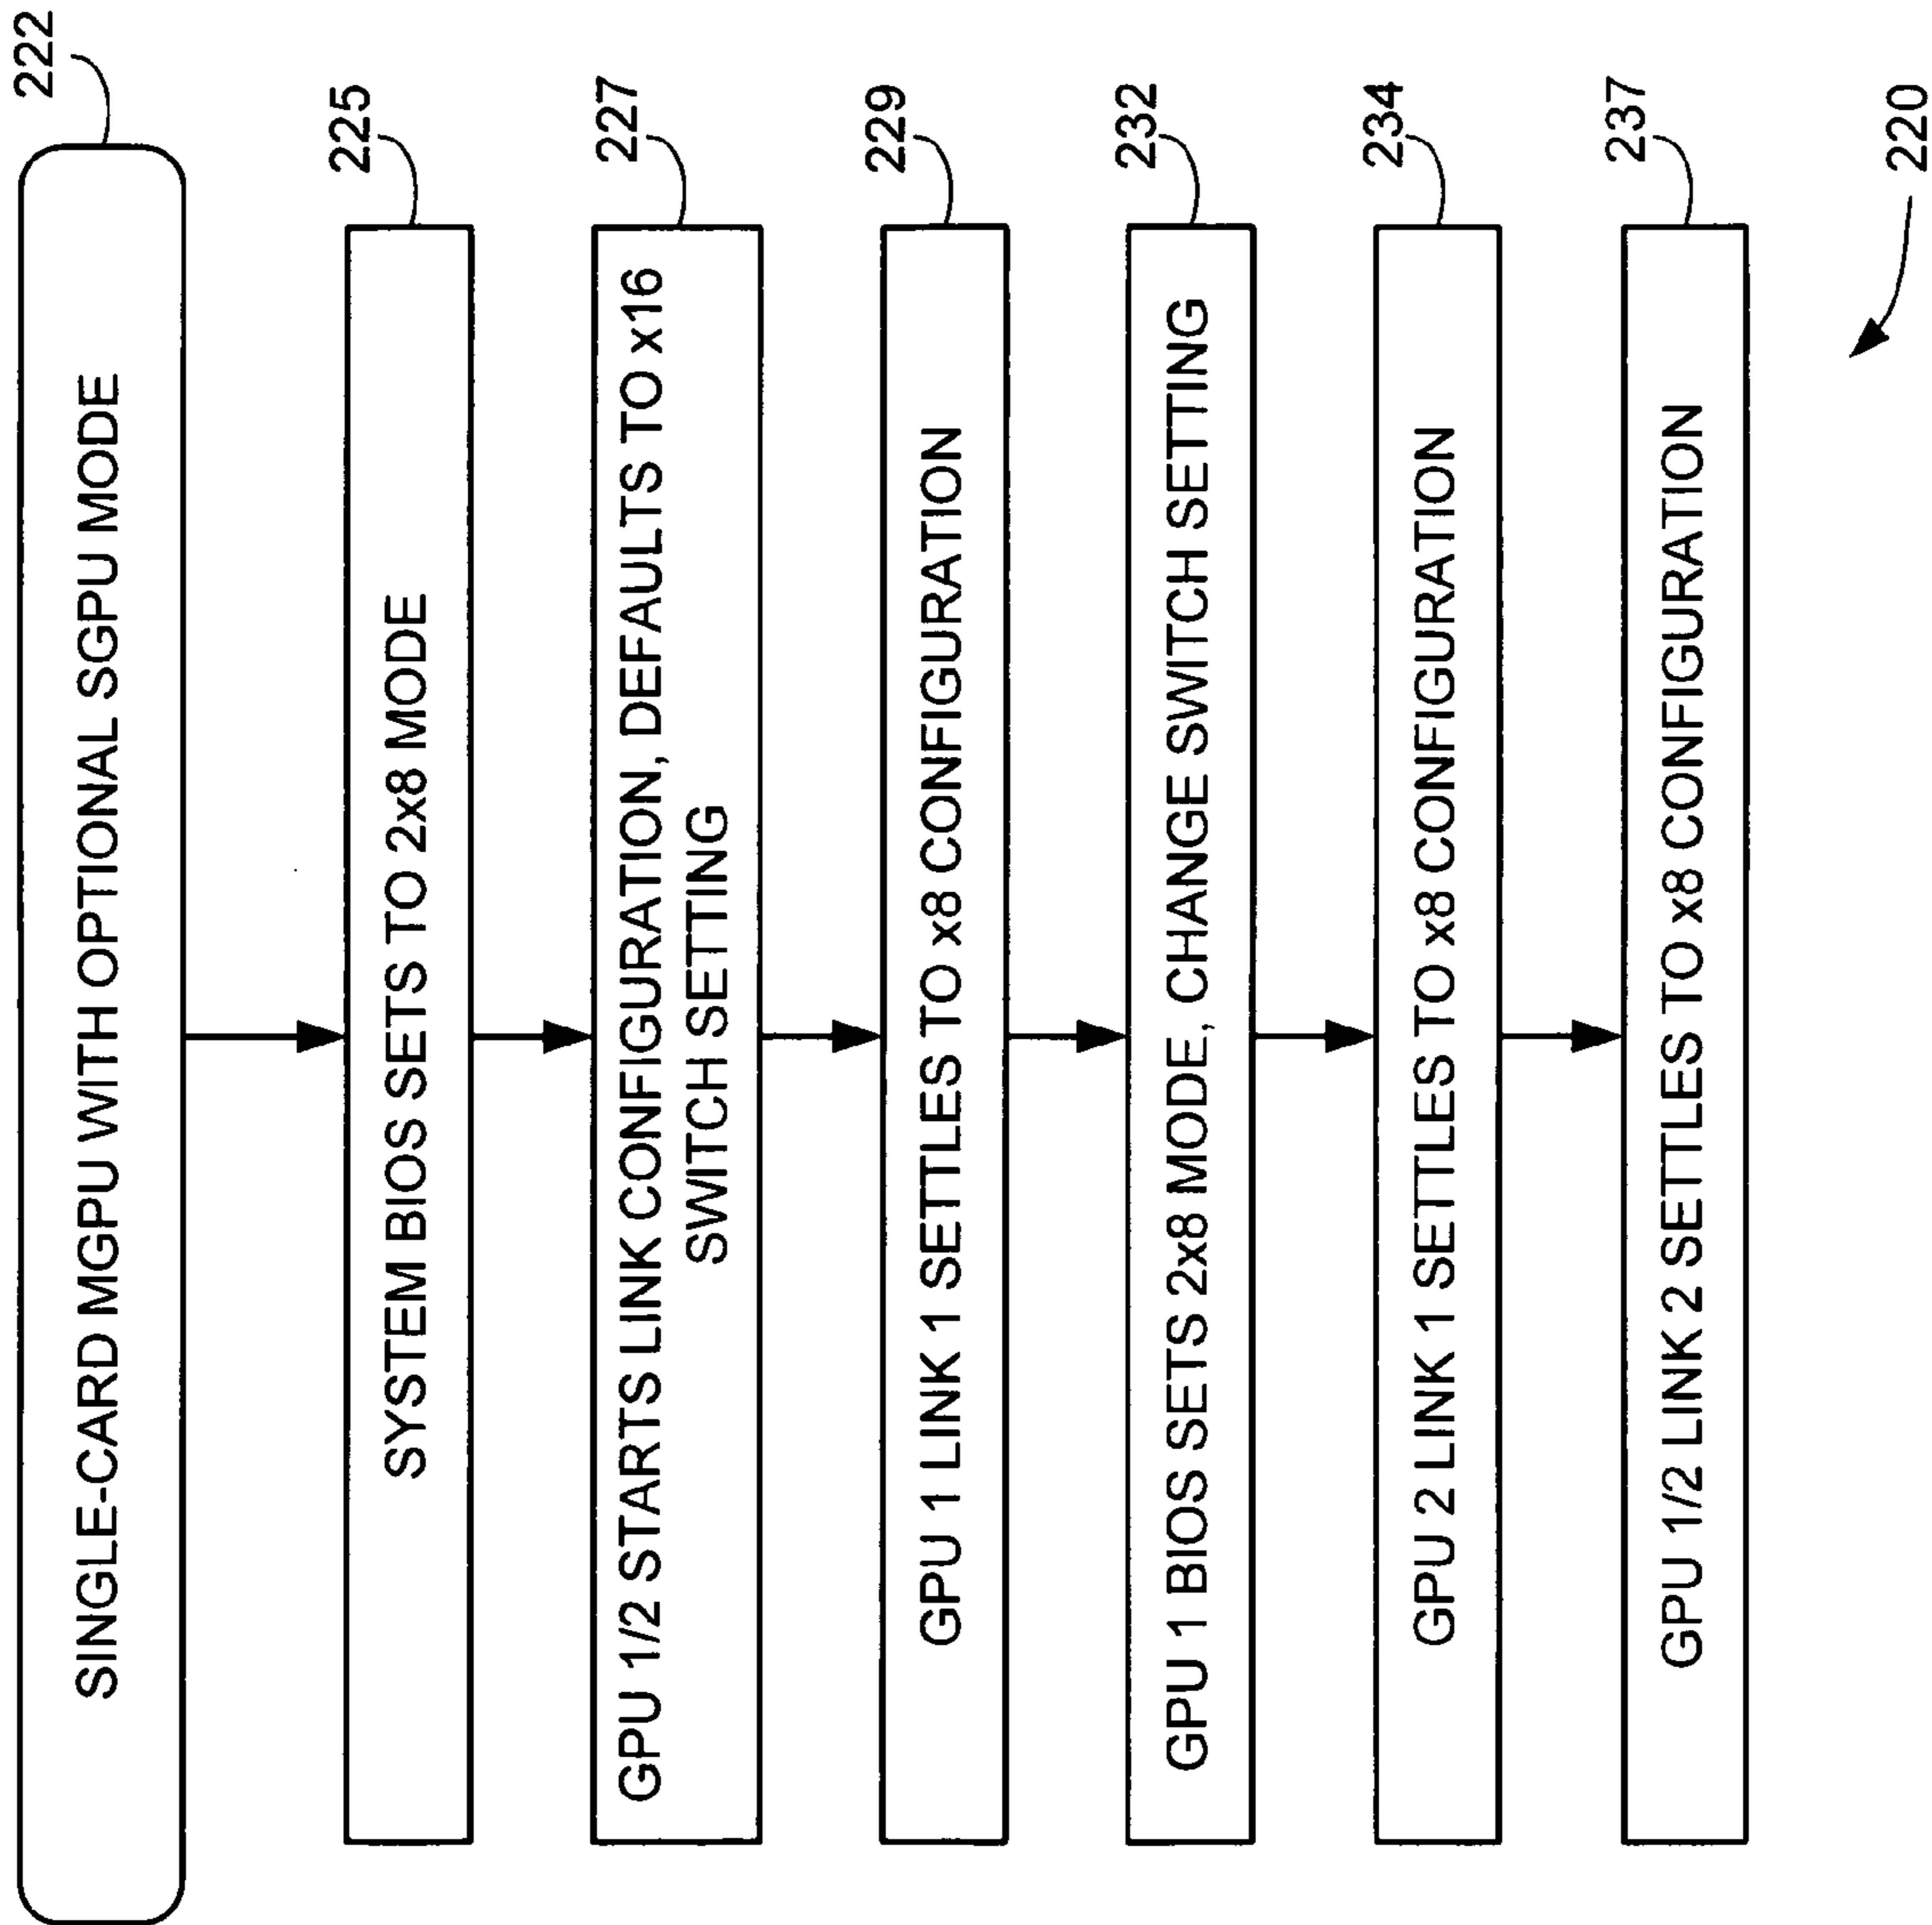 SINGLE-CARD MGPU WITH OPTIONAL SGPU MODE
222
SYSTEM BIOS SETS TO 2x8 MODE
225
GPU 1/2 STARTS LINK CONFIGURATION, DEFAULTS TO x16
SWITCH SETTING
227
GPU 1 LINK 1 SETTLES TO x8 CONFIGURATION
229
GPU 1 BIOS SETS 2x8 MODE, CHANGE SWITCH SETTING
232
GPU 2 LINK 1 SETTLES TO x8 CONFIGURATION
234
GPU 1/2 LINK 2 SETTLES TO x8 CONFIGURATION
237
220